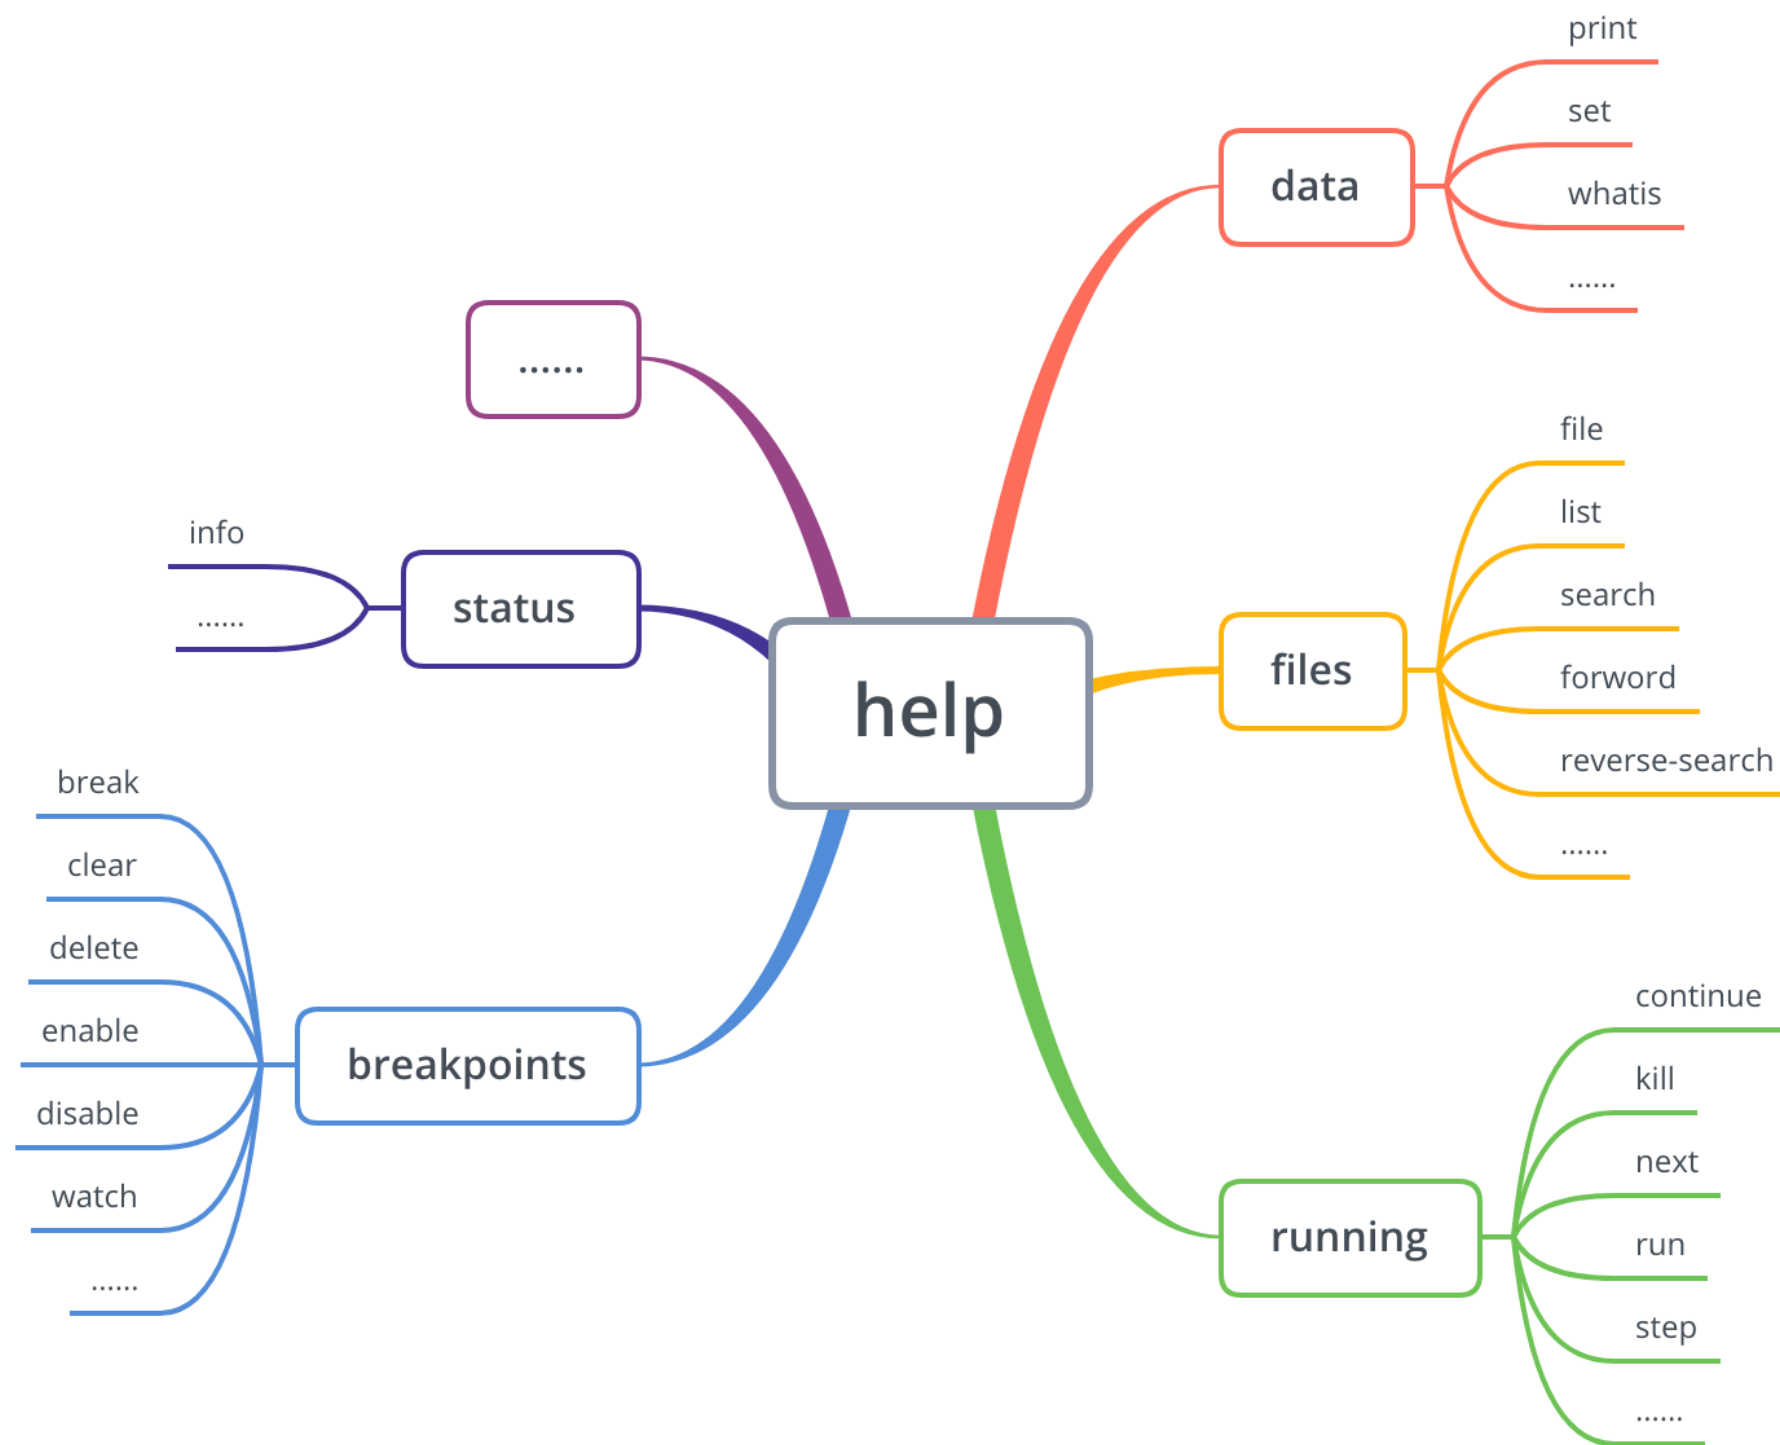 help
data
print
set
whatis
......
files
file
list
search
forword
reverse-search
......
running
continue
kill
next
run
step
......
breakpoints
break
clear
delete
enable
disable
watch
......
status
info
......
......